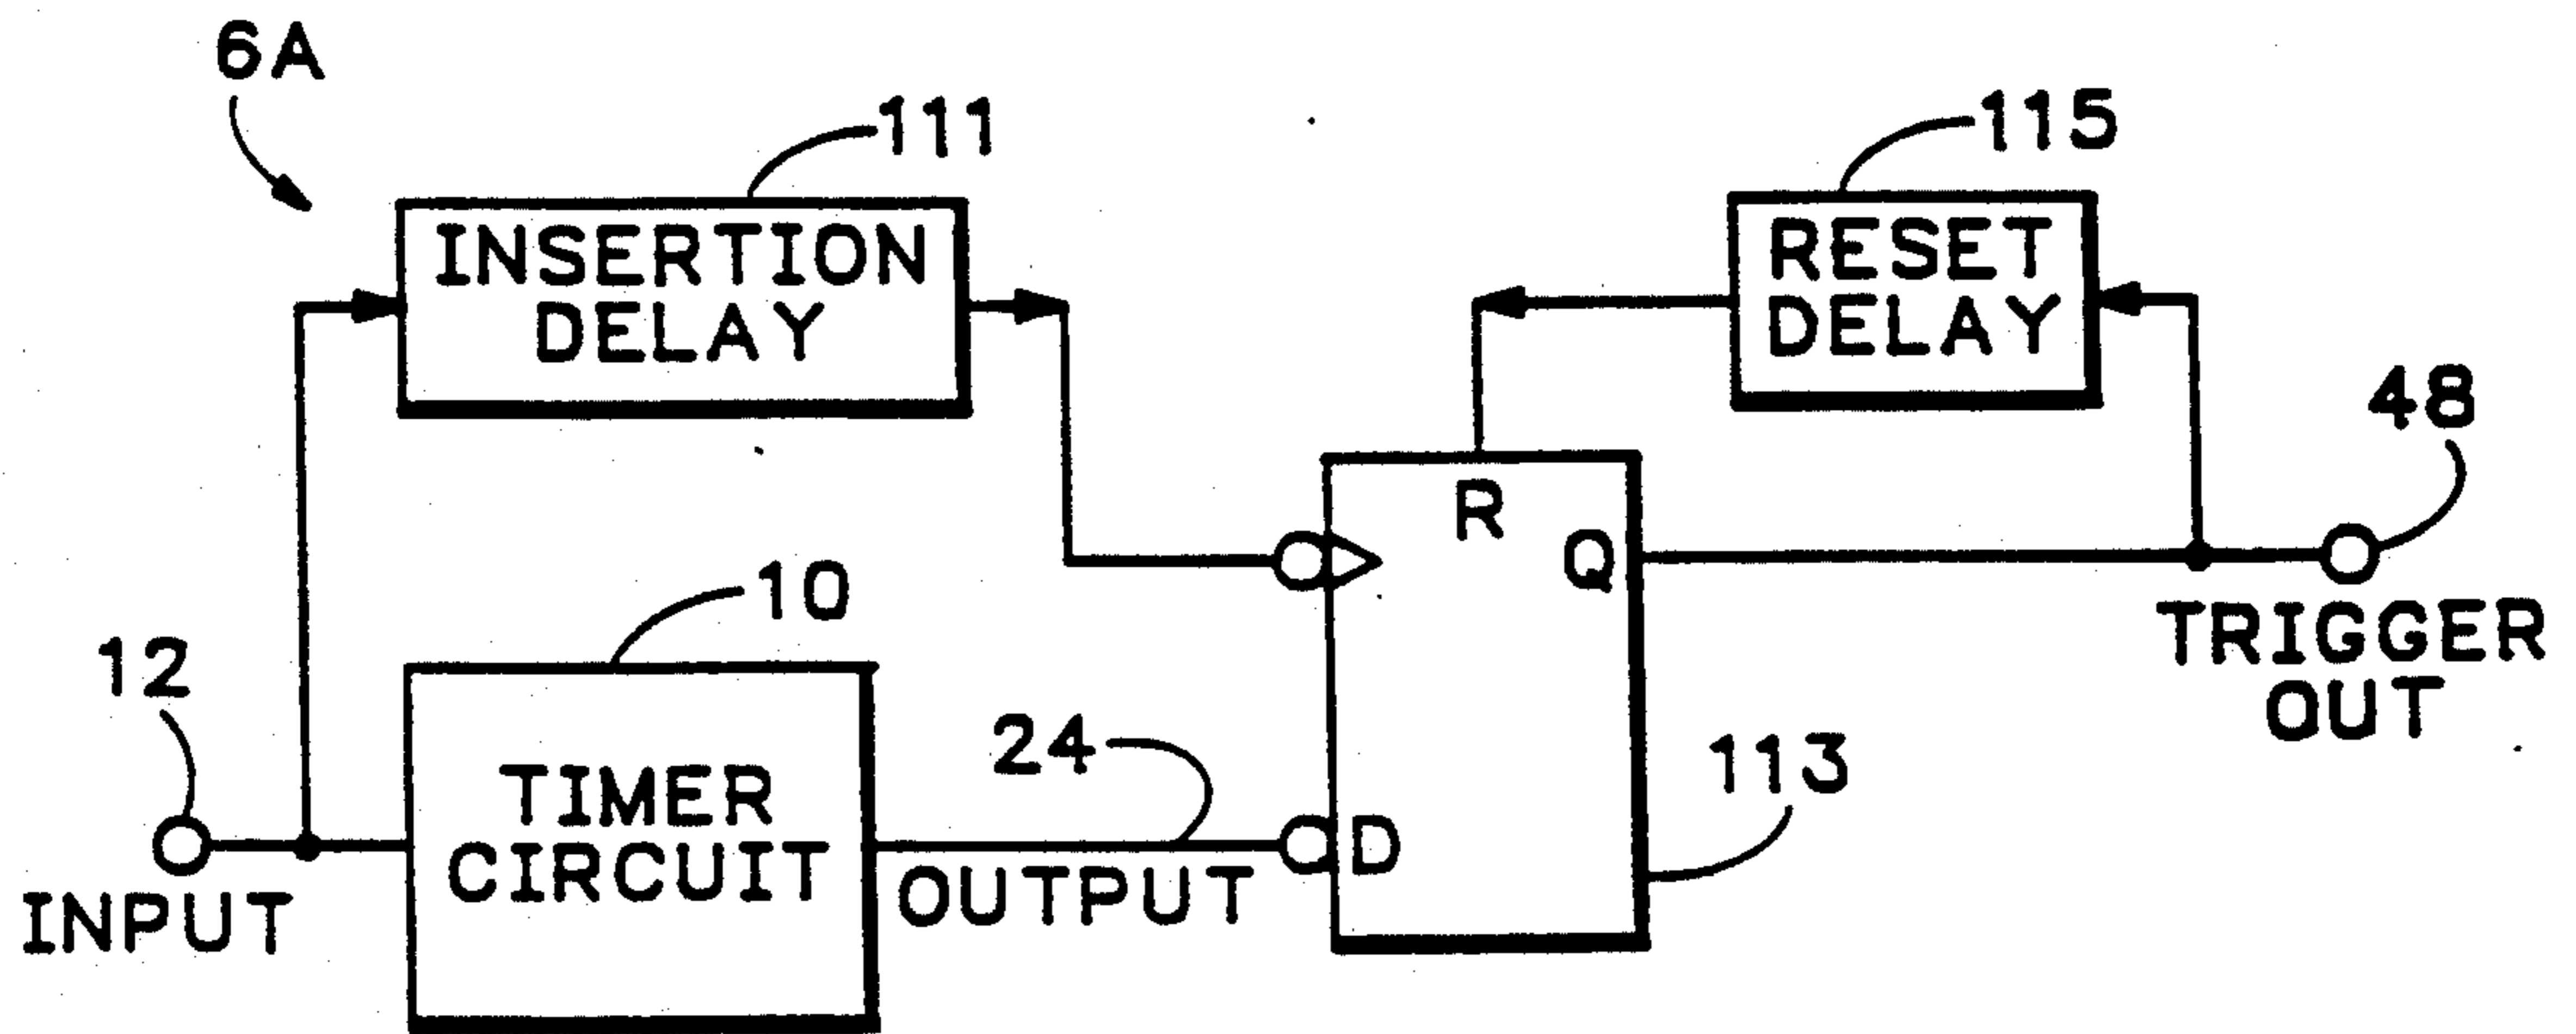 6A
111
115
INSERTION
DELAY
RESET
DELAY
48
R
Q
10
12
TRIGGER
OUT
24
113
TIMER
CIRCUIT
D
OUTPUT
INPUT